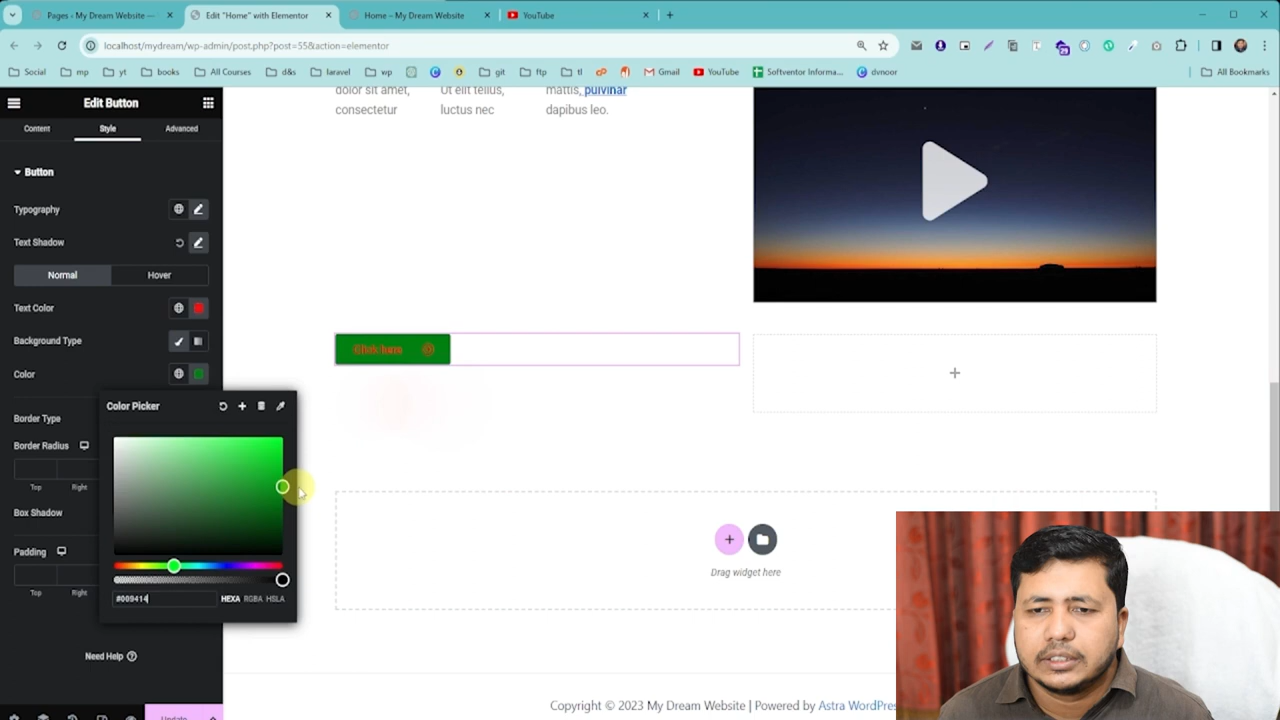 Pages ‹ My Dream Website —
Edit "Home" with Elementor
Home – My Dream Website
YouTube
localhost/mydream/wp-admin/post.php?post=55&action=elementor
Social
mp
yt
books
All Courses
d&s
laravel
wp
git
ftp
tl
Gmail
YouTube
Softventor Informa...
dvnoor
All Bookmarks
Edit Button
Content
Style
Advanced
Button
Typography
Text Shadow
Normal
Hover
Text Color
Background Type
Color
Color Picker
Border Type
Border Radius
Top
Right
Box Shadow
Padding
Top
Right
#009414
HEXA
RGBA
HSLA
Need Help
Update
dolor sit amet,
consectetur
Ut elit tellus,
luctus nec
mattis, pulvinar
dapibus leo.
Click here
Drag widget here
Copyright © 2023 My Dream Website | Powered by Astra WordPres